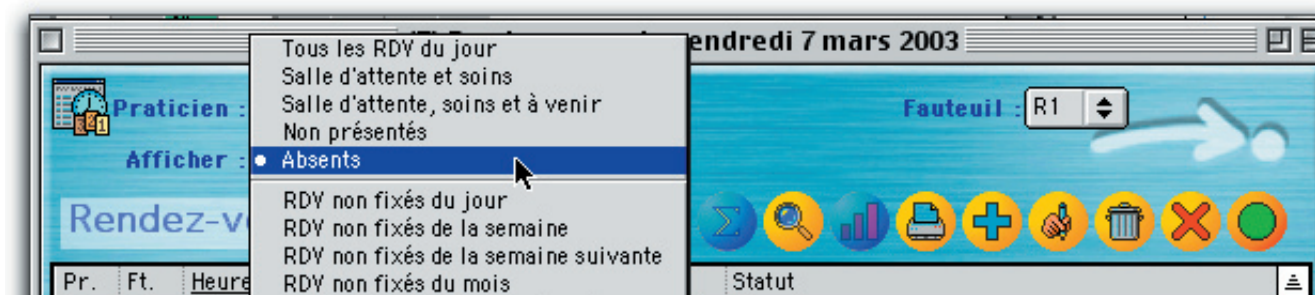 endredi 7 mars 2003
Tous les RDV du jour
Salle d'attente et soins
Praticien :
Salle d'attente, soins et à venir
Fauteuil : R1
Non présentés
Afficher :
Absents
RDV non fixés du jour
Rendez-v
RDV non fixés de la semaine
RDV non fixés de la semaine suivante
Pr. Ft. Heure
RDV non fixés du mois
Statut